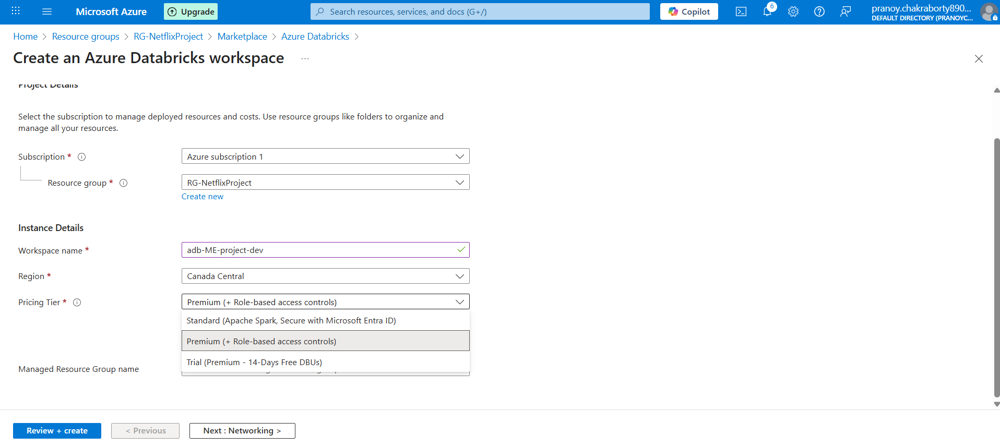 Microsoft Azure
Upgrade
Search resources, services, and docs (G+/)
Copilot
6
pranoy.chakraborty890...
DEFAULT DIRECTORY (PRANOYC...
Home > Resource groups > RG-NetflixProject > Marketplace > Azure Databricks >
Create an Azure Databricks workspace ...
Project Details
Select the subscription to manage deployed resources and costs. Use resource groups like folders to organize and
manage all your resources.
Subscription *
Azure subscription 1
Resource group *
RG-NetflixProject
Create new
Instance Details
Workspace name *
adb-ME-project-dev
Region *
Canada Central
Pricing Tier *
Premium (+ Role-based access controls)
Standard (Apache Spark, Secure with Microsoft Entra ID)
Premium (+ Role-based access controls)
Trial (Premium - 14-Days Free DBUs)
Managed Resource Group name
Review + create
< Previous
Next : Networking >